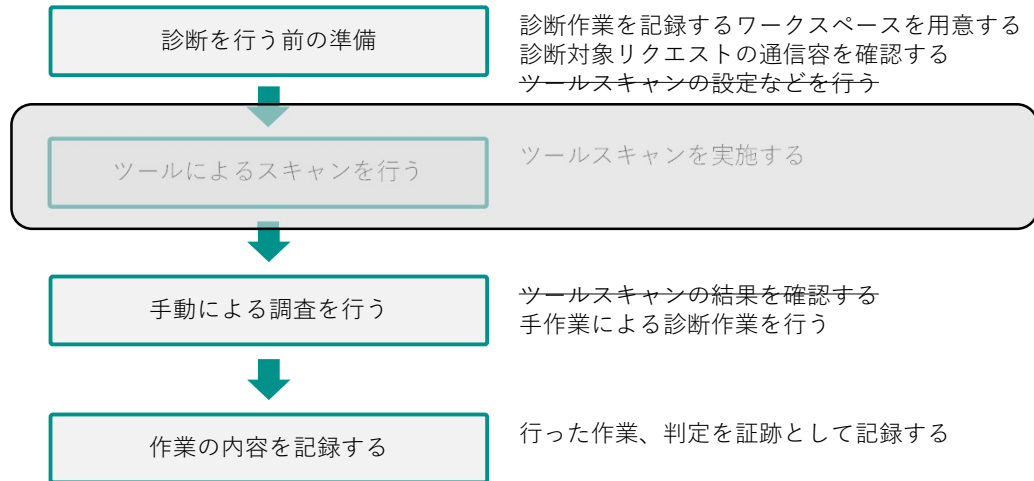 診断を行う前の準備
診断作業を記録するワークスペースを用意する
診断対象リクエストの通信容を確認する
ツールスキャンの設定などを行う
ツールによるスキャンを行う
ツールスキャンを実施する
手動による調査を行う
ツールスキャンの結果を確認する
手作業による診断作業を行う
作業の内容を記録する
行った作業、判定を証跡として記録する